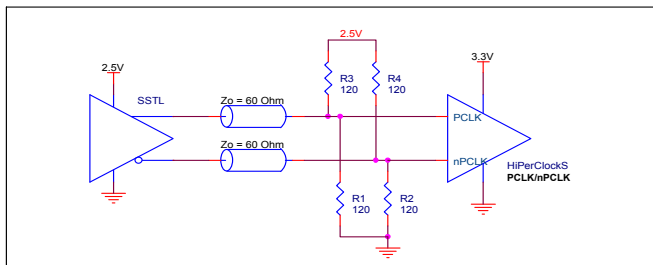 2.5V
3.3V
2.5V
SSTL
Zo = 60 Ohm
R3
120
R4
120
PCLK
Zo = 60 Ohm
nPCLK
HiPerClockS
PCLK/nPCLK
R1
120
R2
120